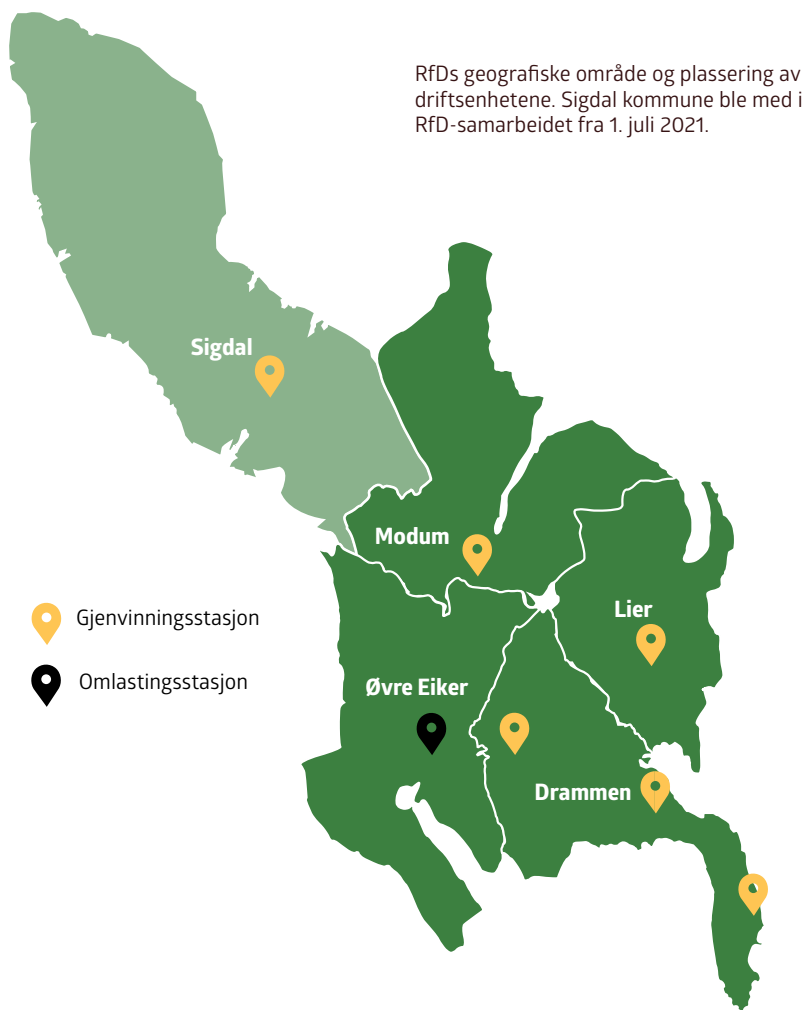 RfDs geografiske område og plassering av
driftsenhetene. Sigdal kommune ble med i
RfD-samarbeidet fra 1. juli 2021.
Sigdal
Modum
Lier
Gjenvinningsstasjon
Omlastingsstasjon
Øvre Eiker
Drammen